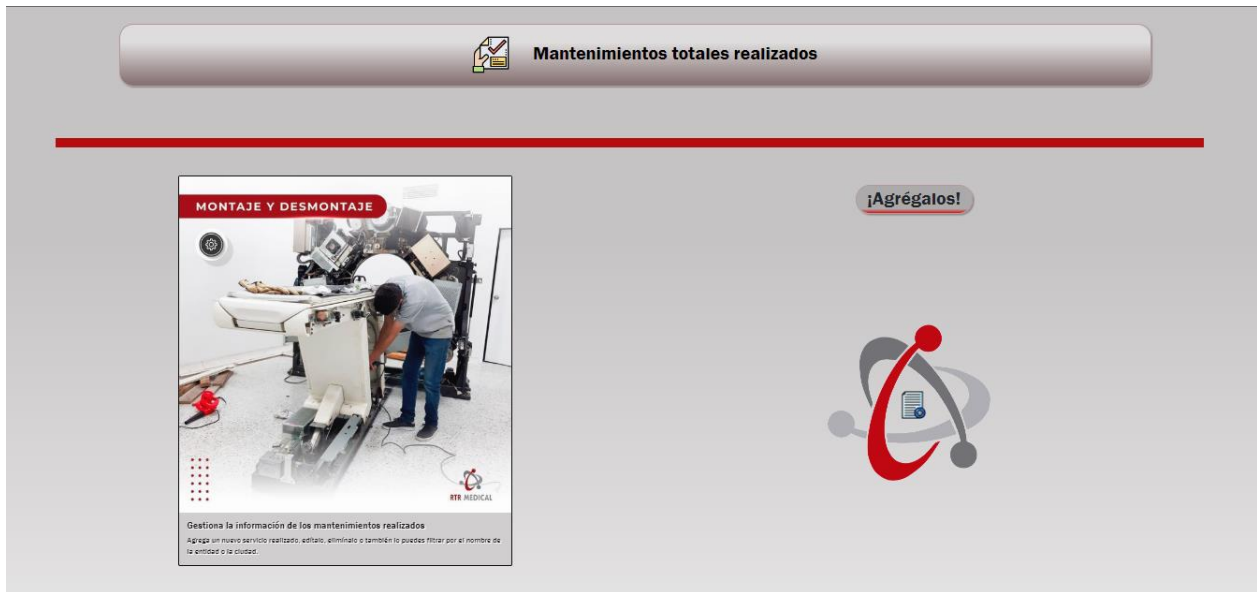 Mantenimientos totales realizados
¡Agrégalos!
MONTAJE Y DESMONTAJE
RTR MEDICAL
Gestiona la información de los mantenimientos realizados
Agrega un nuevo servicio realizado, edítalo, elimínalo o también lo puedes filtrar por el nombre de
la entidad o la ciudad.